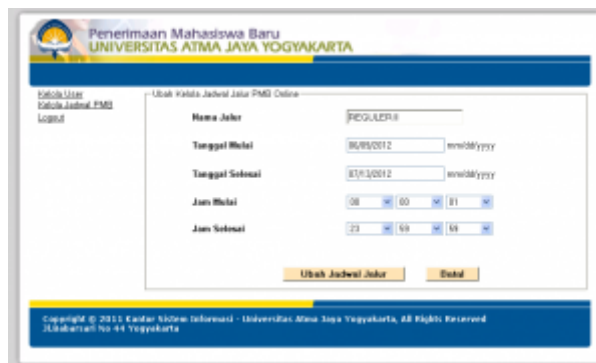 Penerimaan Mahasiswa Baru
UNIVERSITAS ATMA JAYA YOGYAKARTA
Kelola User
Kelola Jadwal PMB
Logout
Ubah Kelola Jadwal Jalur PMB Online
Nama Jalur REGULER II
Tanggal Mulai 2012 mm/dd/yyyy
Tanggal Selesai 07/13/2012 mm/dd/yyyy
Jam Mulai 00 00 01
Jam Selesai 23 59 59
Ubah Jadwal Jalur Batal
Copyright © 2011 Kantor Sistem Informasi - Universitas Atma Jaya Yogyakarta, All Rights Reserved
Jl.Babarsari No 44 Yogyakarta